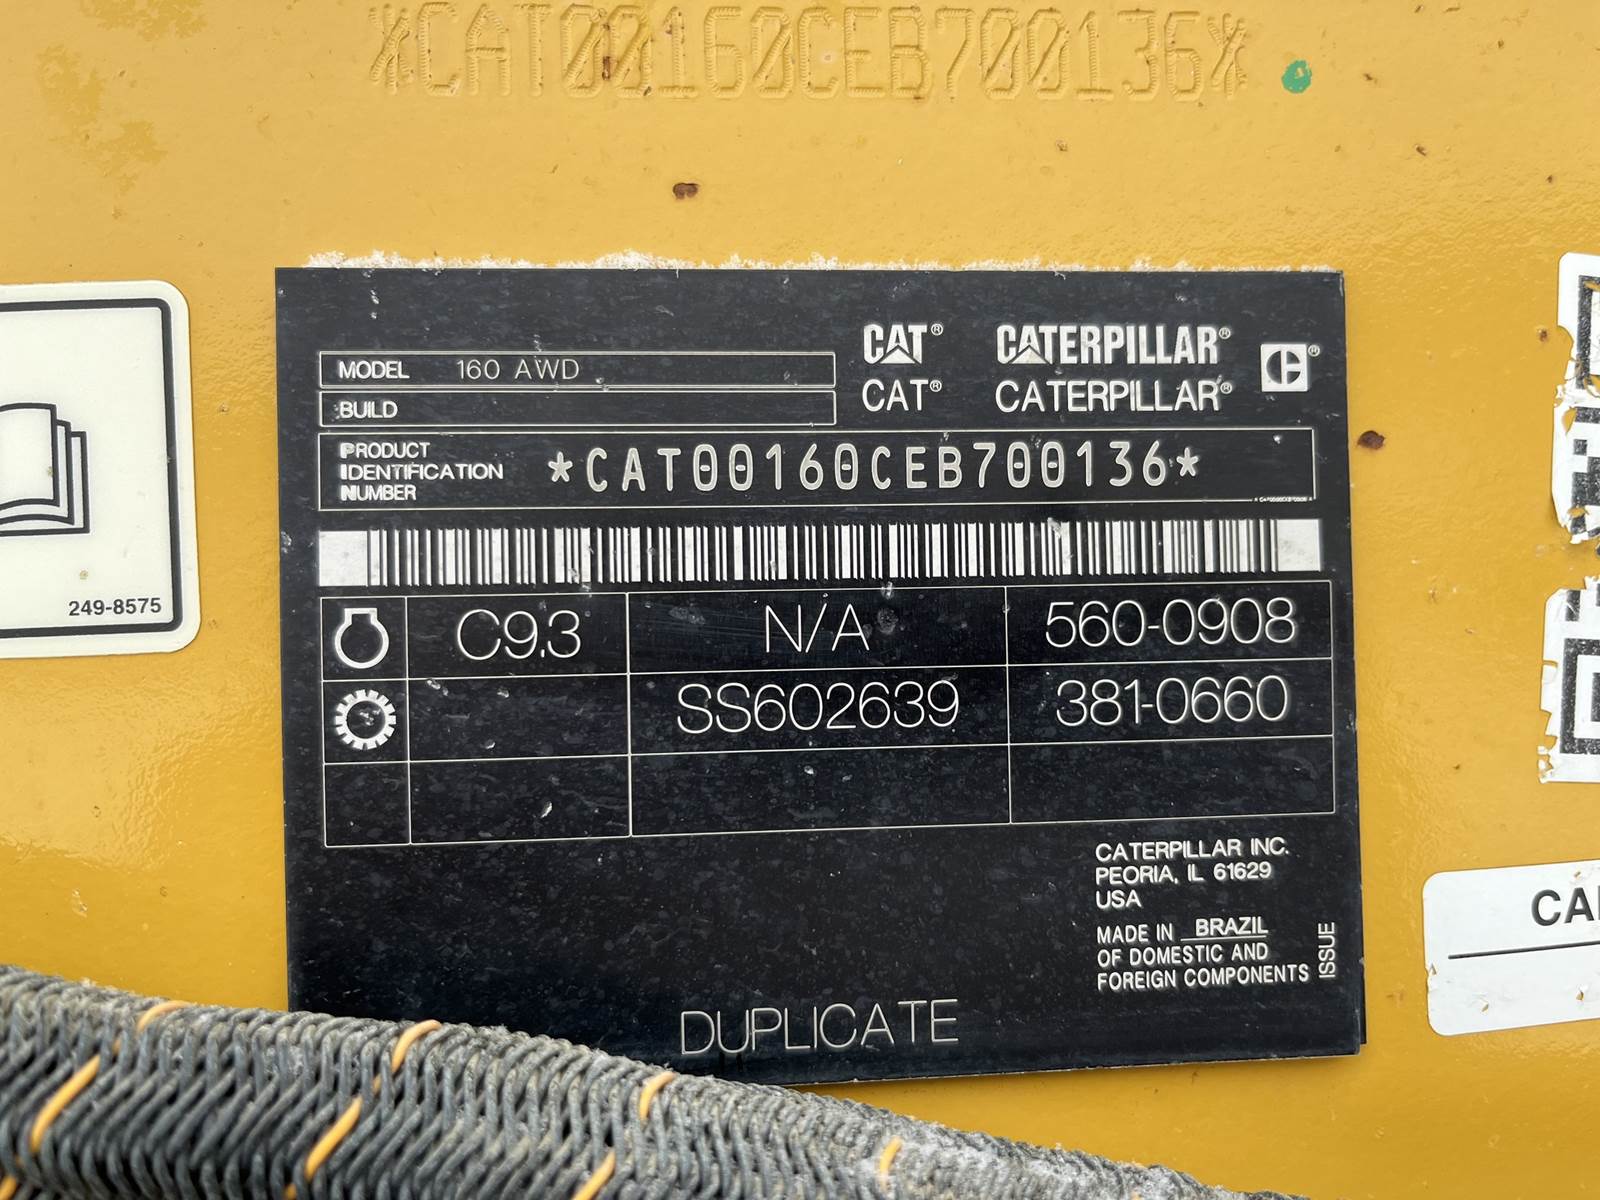 *CAT00160CEB700136*
CAT® CATERPILLAR®
MODEL 160 AWD
CAT® CATERPILLAR®
BUILD
PRODUCT
IDENTIFICATION
NUMBER
*CAT00160CEB700136*
249-8575
C9.3 N/A 560-0908
SS602639 381-0660
CATERPILLAR INC.
PEORIA, IL 61629
USA
MADE IN BRAZIL
OF DOMESTIC AND
FOREIGN COMPONENTS
ISSUE
DUPLICATE